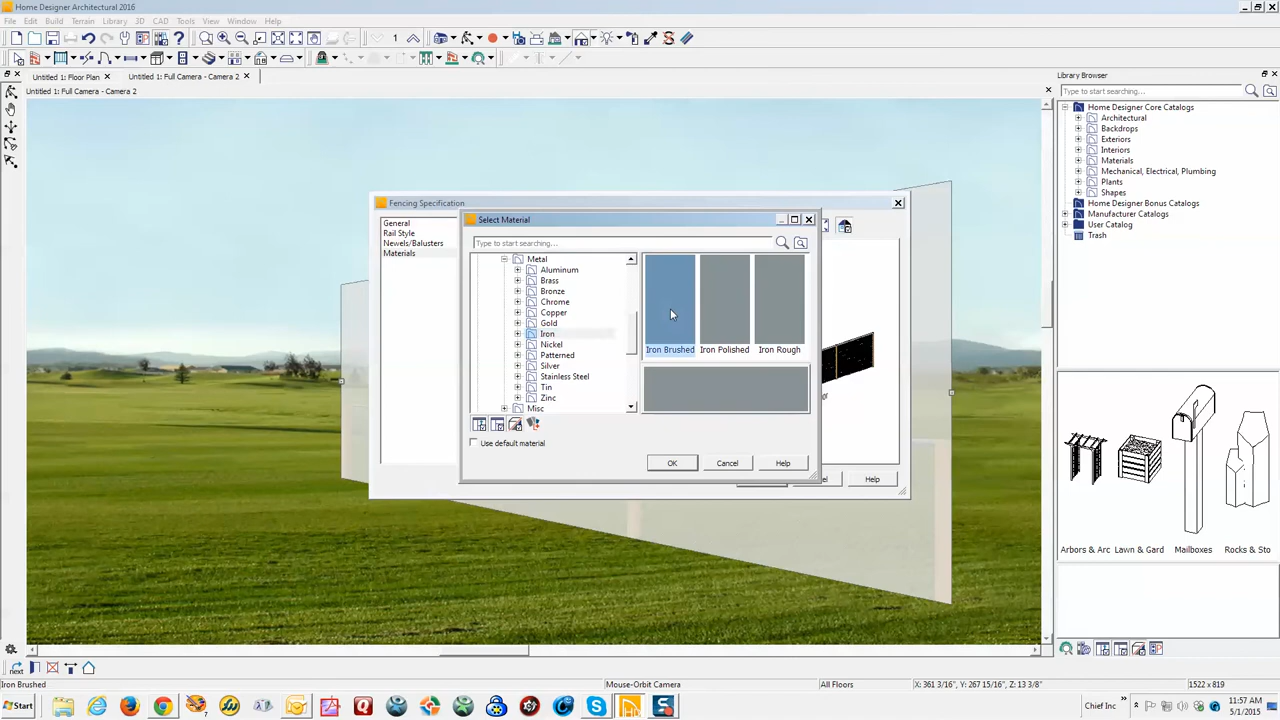 Home Designer Architectural 2016
File Edit Build Terrain Library 3D CAD Tools View Window Help
Untitled 1: Floor Plan
Untitled 1: Full Camera - Camera 2
Untitled 1: Full Camera - Camera 2
Library Browser
Type to start searching...
Home Designer Core Catalogs
Architectural
Backdrops
Exteriors
Interiors
Materials
Mechanical, Electrical, Plumbing
Plants
Shapes
Home Designer Bonus Catalogs
Manufacturer Catalogs
User Catalog
Trash
Fencing Specification
General
Rail Style
Newels/Balusters
Materials
Help
Select Material
Type to start searching...
Metal
Aluminum
Brass
Bronze
Chrome
Copper
Gold
Iron
Nickel
Patterned
Silver
Stainless Steel
Tin
Zinc
Misc
Iron Brushed
Iron Polished
Iron Rough
Use default material
OK
Cancel
Help
Arbors & Arc
Lawn & Gard
Mailboxes
Rocks & Sto
next
Iron Brushed
Mouse-Orbit Camera
All Floors
X: 361 3/16", Y: 267 15/16", Z: 13 3/8"
1522 x 819
Start
Chief Inc
11:57 AM
5/1/2015